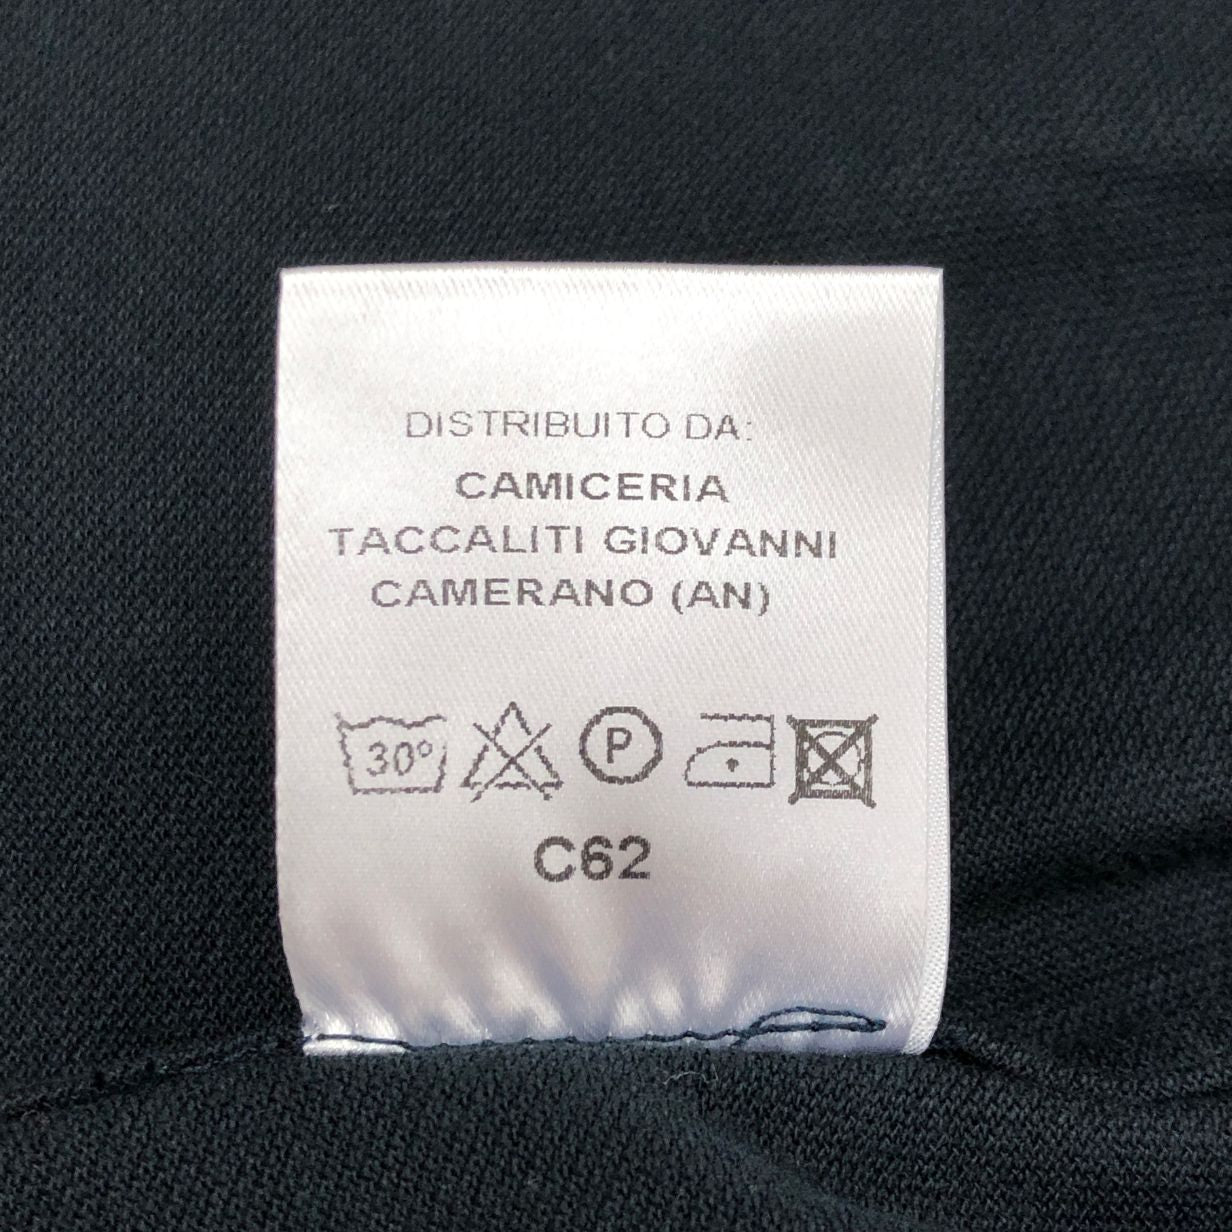 DISTRIBUITO DA:
CAMICERIA
TACCALITI GIOVANNI
CAMERANO (AN)
30° P
C62